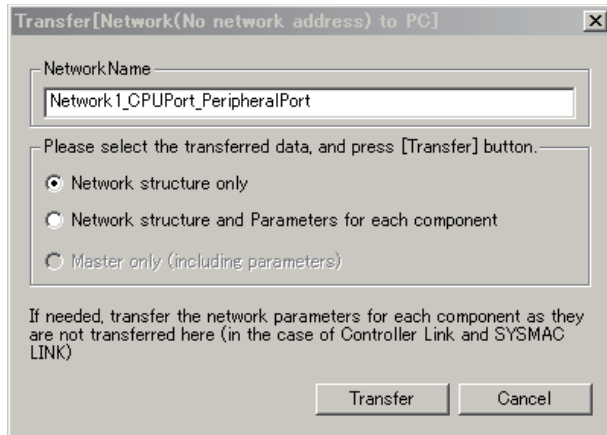 Transfer[Network(No network address) to PC]
NetworkName
Network1_CPUPort_PeripheralPort
Please select the transferred data, and press [Transfer] button.
Network structure only
Network structure and Parameters for each component
Master only (including parameters)
If needed, transfer the network parameters for each component as they
are not transferred here (in the case of Controller Link and SYSMAC
LINK)
Transfer Cancel